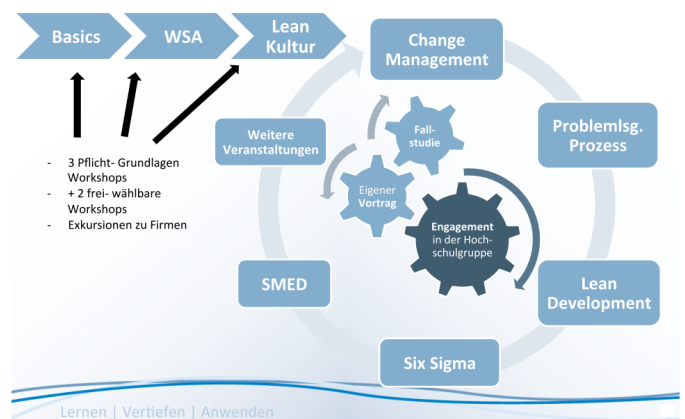 Basics
WSA
Lean
Kultur
- 3 Pflicht- Grundlagen
Workshops
- + 2 frei- wählbare
Workshops
- Exkursionen zu Firmen
Change
Management
Problemlsg.
Prozess
Lean
Development
Six Sigma
SMED
Weitere
Veranstaltungen
Fall-
studie
Eigener
Vortrag
Engagement
in der Hoch-
schulgruppe
Lernen | Vertiefen | Anwenden